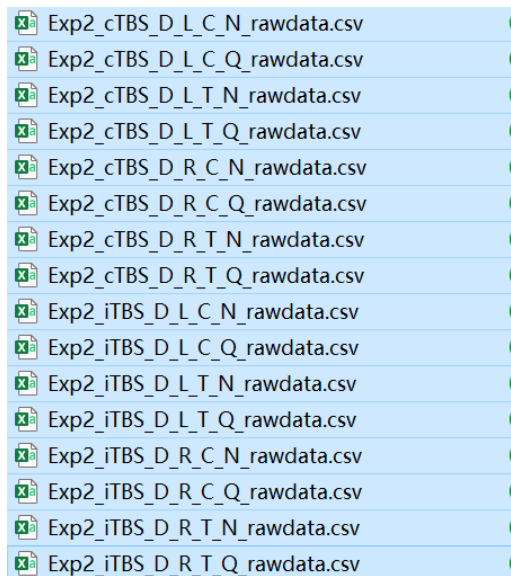 Exp2_cTBS_D_L_C_N_rawdata.csv
Exp2_cTBS_D_L_C_Q_rawdata.csv
Exp2_cTBS_D_L_T_N_rawdata.csv
Exp2_cTBS_D_L_T_Q_rawdata.csv
Exp2_cTBS_D_R_C_N_rawdata.csv
Exp2_cTBS_D_R_C_Q_rawdata.csv
Exp2_cTBS_D_R_T_N_rawdata.csv
Exp2_cTBS_D_R_T_Q_rawdata.csv
Exp2_iTBS_D_L_C_N_rawdata.csv
Exp2_iTBS_D_L_C_Q_rawdata.csv
Exp2_iTBS_D_L_T_N_rawdata.csv
Exp2_iTBS_D_L_T_Q_rawdata.csv
Exp2_iTBS_D_R_C_N_rawdata.csv
Exp2_iTBS_D_R_C_Q_rawdata.csv
Exp2_iTBS_D_R_T_N_rawdata.csv
Exp2_iTBS_D_R_T_Q_rawdata.csv